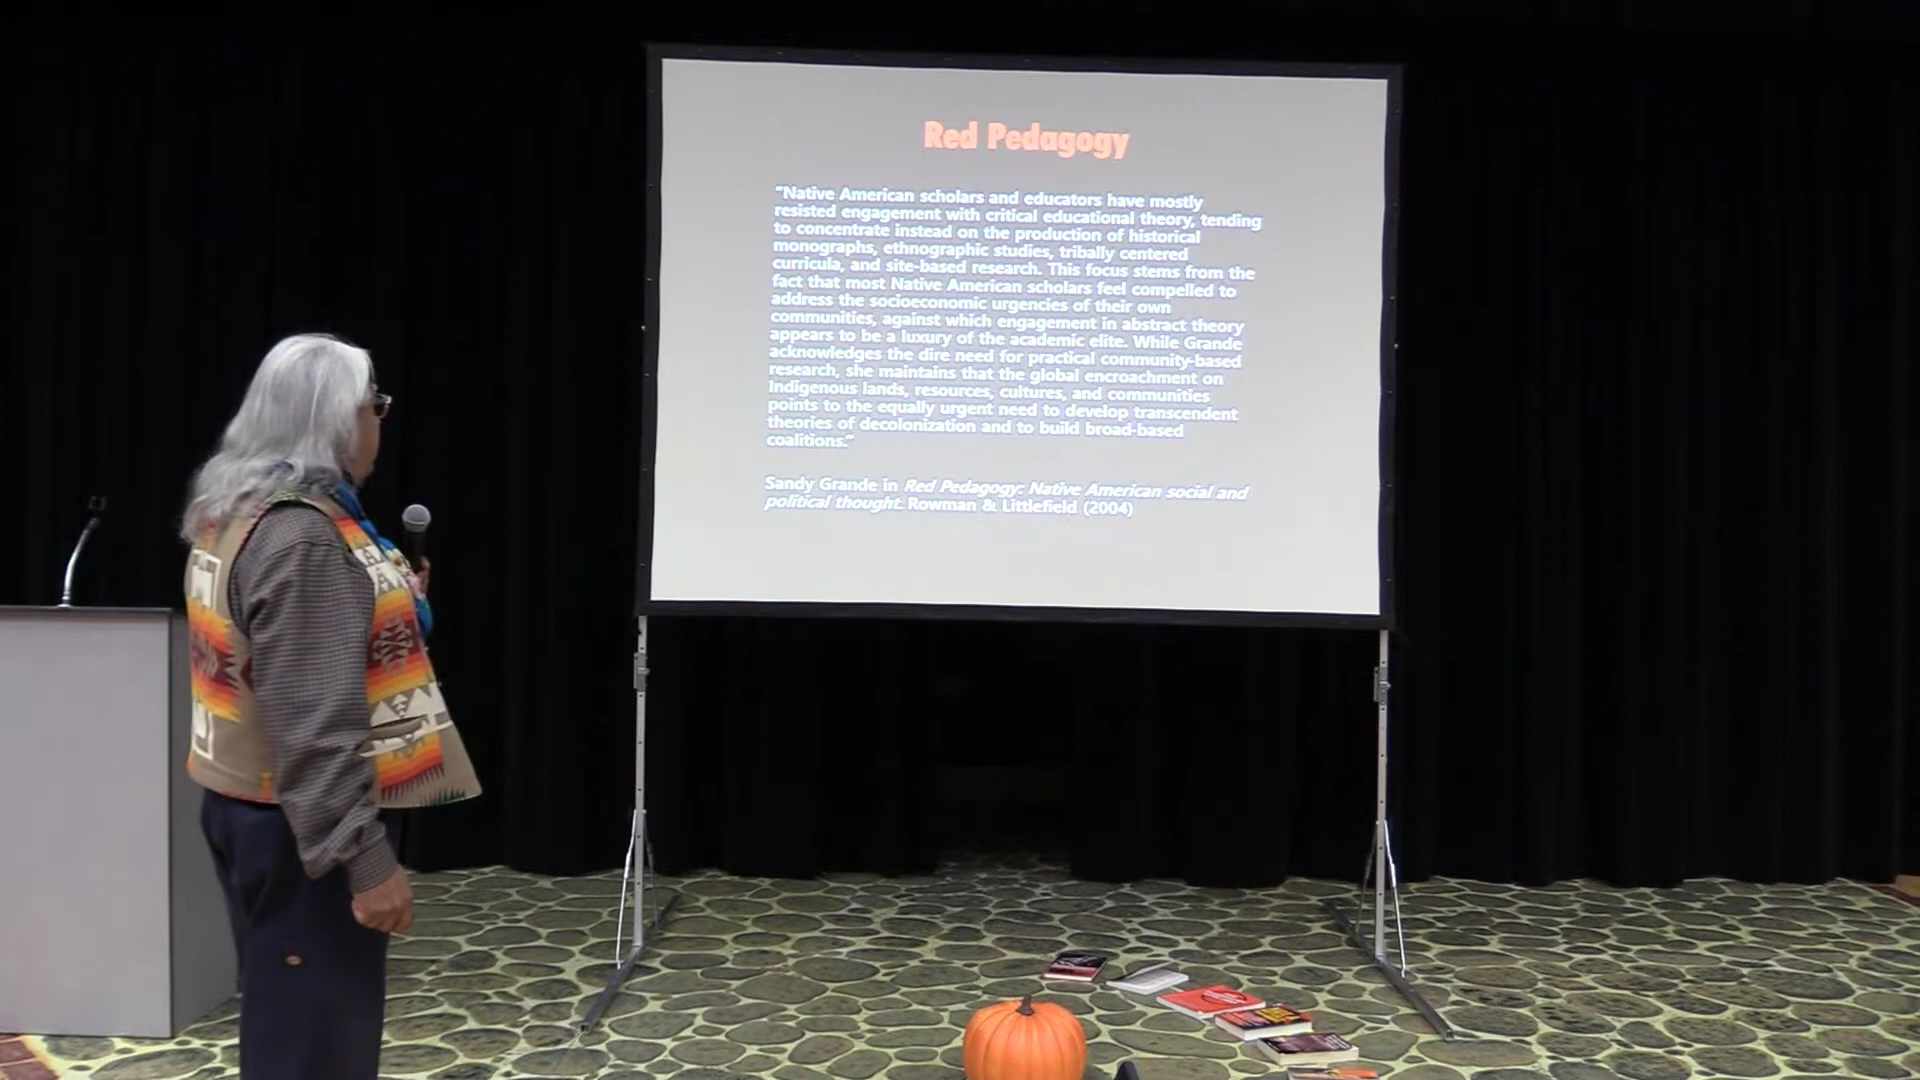 Red Pedagogy
“Native American scholars and educators have mostly
resisted engagement with critical educational theory, tending
to concentrate instead on the production of historical
monographs, ethnographic studies, tribally centered
curricula, and site-based research. This focus stems from the
fact that most Native American scholars feel compelled to
address the socioeconomic urgencies of their own
communities, against which engagement in abstract theory
appears to be a luxury of the academic elite. While Grande
acknowledges the dire need for practical community-based
research, she maintains that the global encroachment on
Indigenous lands, resources, cultures, and communities
points to the equally urgent need to develop transcendent
theories of decolonization and to build broad-based
coalitions.”
Sandy Grande in Red Pedagogy: Native American social and
political thought. Rowman & Littlefield (2004)